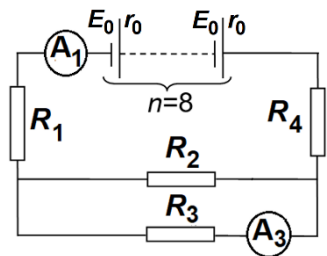 E₀ r₀ E₀ r₀
A₁
n=8
R₁ R₄
R₂
R₃
A₃